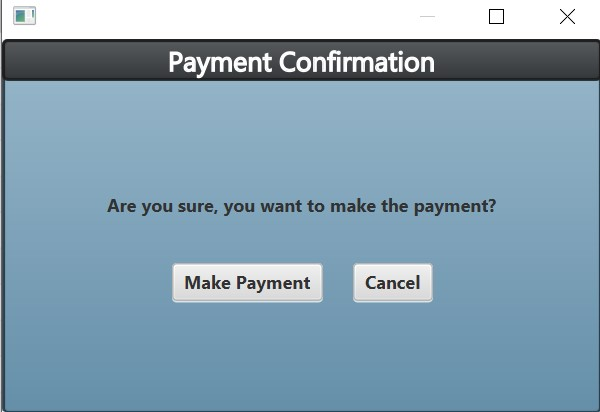 Payment Confirmation
Are you sure, you want to make the payment?
Make Payment Cancel